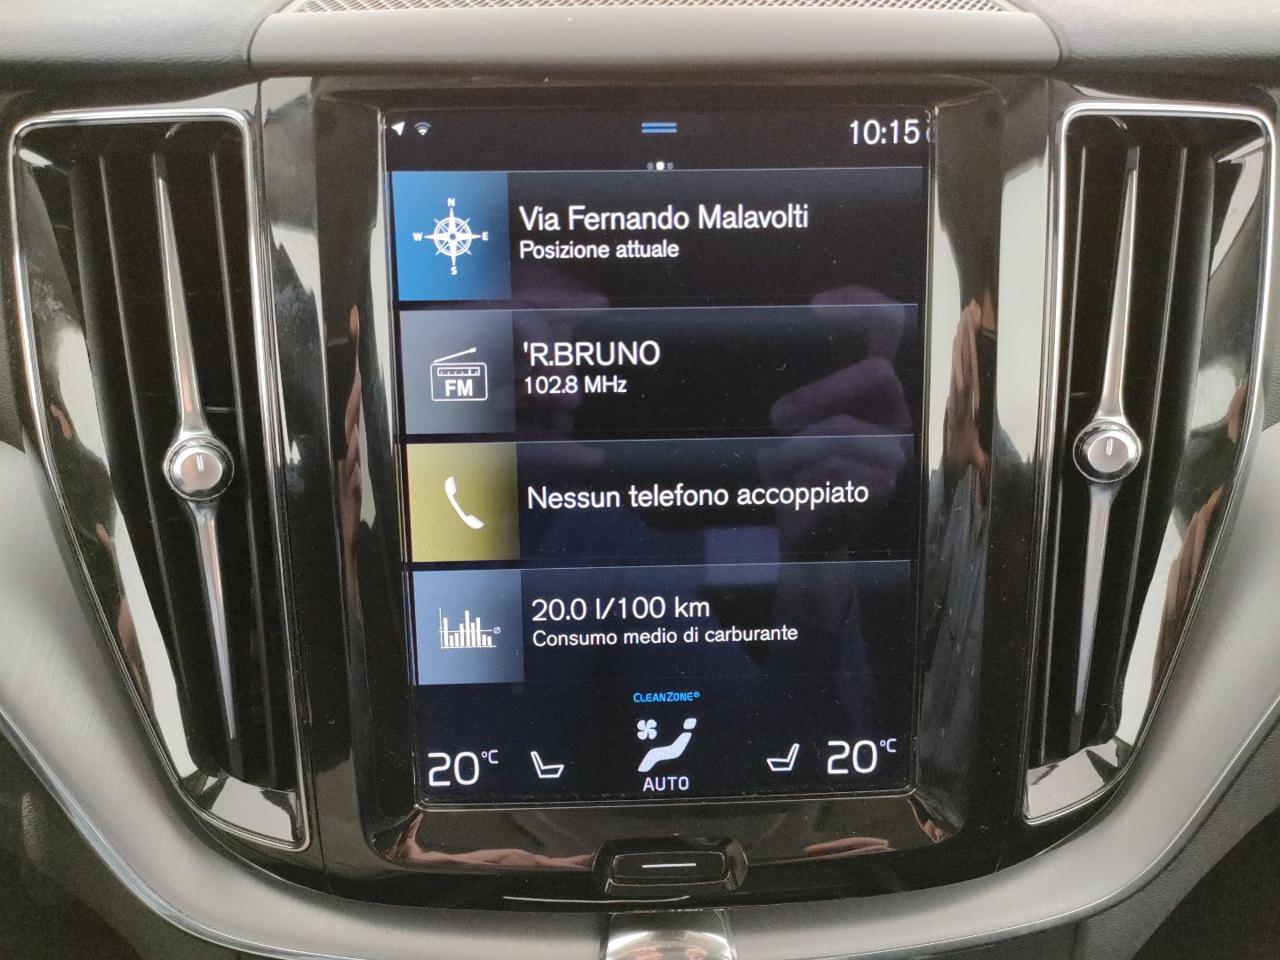 10:15
N
W E
S
Via Fernando Malavolti
Posizione attuale
'R.BRUNO
102.8 MHz
FM
Nessun telefono accoppiato
20.0 l/100 km
Consumo medio di carburante
CLEANZONE®
20°C
20°C
AUTO